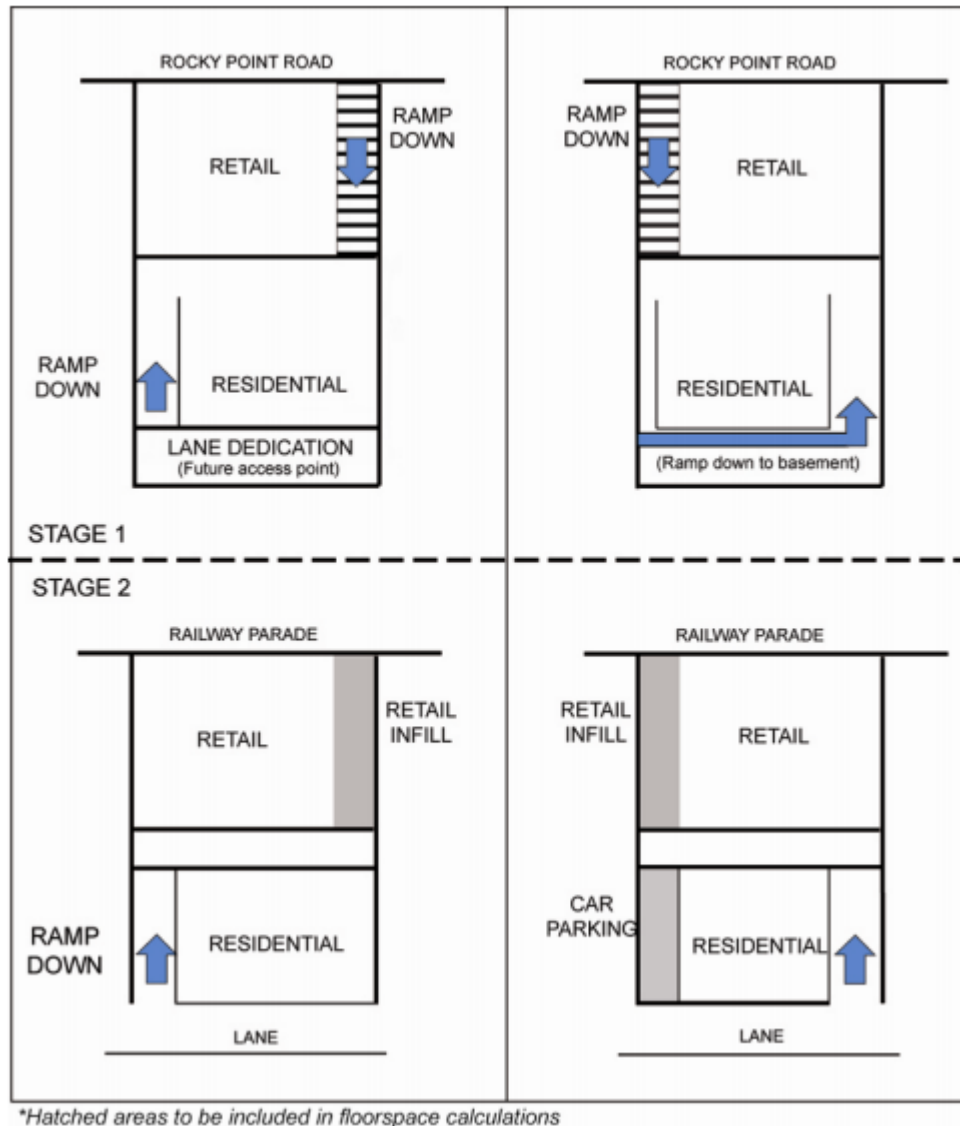 ROCKY POINT ROAD
RAMP
DOWN
RETAIL
RAMP
DOWN
RESIDENTIAL
LANE DEDICATION
(Future access point)
ROCKY POINT ROAD
RAMP
DOWN
RETAIL
RESIDENTIAL
(Ramp down to basement)
STAGE 1
STAGE 2
RAILWAY PARADE
RETAIL
RETAIL
INFILL
RAMP
DOWN
RESIDENTIAL
LANE
RAILWAY PARADE
RETAIL
INFILL
RETAIL
CAR
PARKING
RESIDENTIAL
LANE
*Hatched areas to be included in floorspace calculations